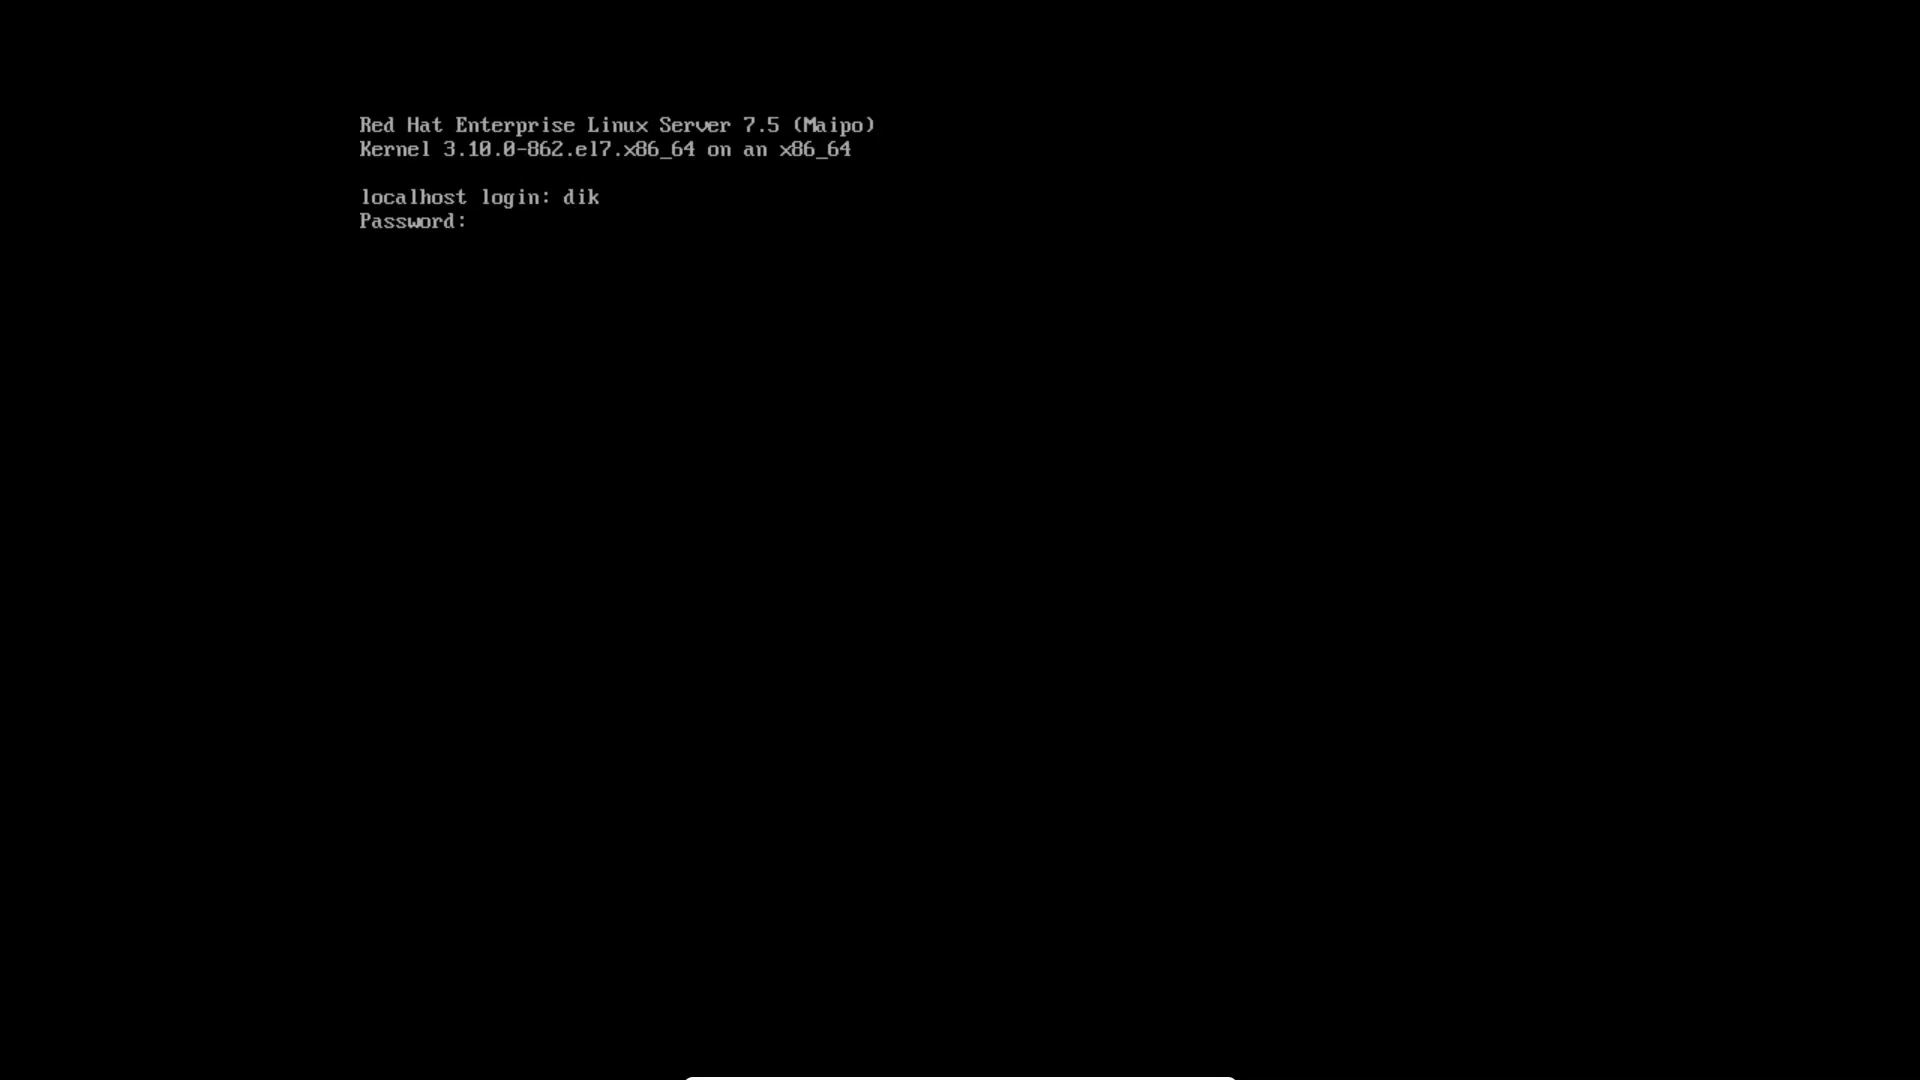 Red Hat Enterprise Linux Server 7.5 (Maipo)
Kernel 3.10.0-862.el7.x86_64 on an x86_64
localhost login: dik
Password: